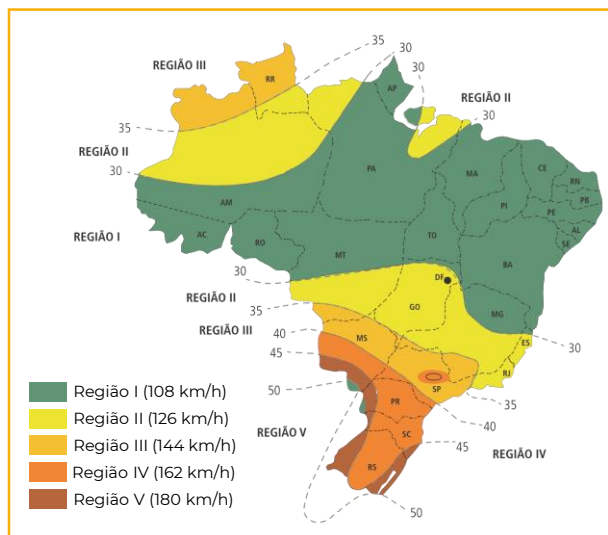 35
30
REGIÃO III
RR
30
AP
REGIÃO II
30
35
REGIÃO II
30
PA
MA
CE
RN
PB
PI
PE
AL
SE
AM
REGIÃO I
AC
RO
MT
TO
BA
30
DF
REGIÃO II
GO
MG
35
REGIÃO III
40
MS
ES
30
45
RJ
SP
35
50
PR
40
REGIÃO V
SC
45
REGIÃO IV
RS
50
Região I (108 km/h)
Região II (126 km/h)
Região III (144 km/h)
Região IV (162 km/h)
Região V (180 km/h)